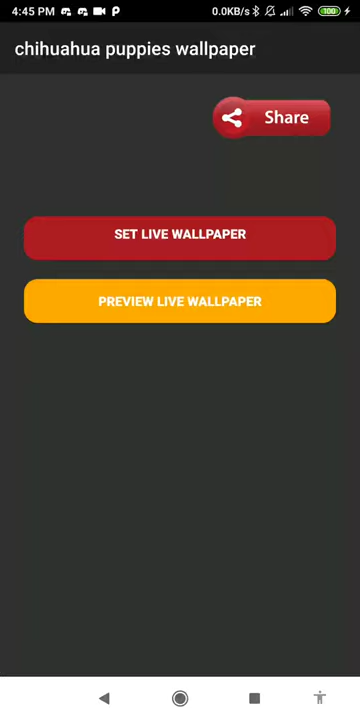 4:45 PM 0.0KB/s 100
chihuahua puppies wallpaper
Share
SET LIVE WALLPAPER
PREVIEW LIVE WALLPAPER